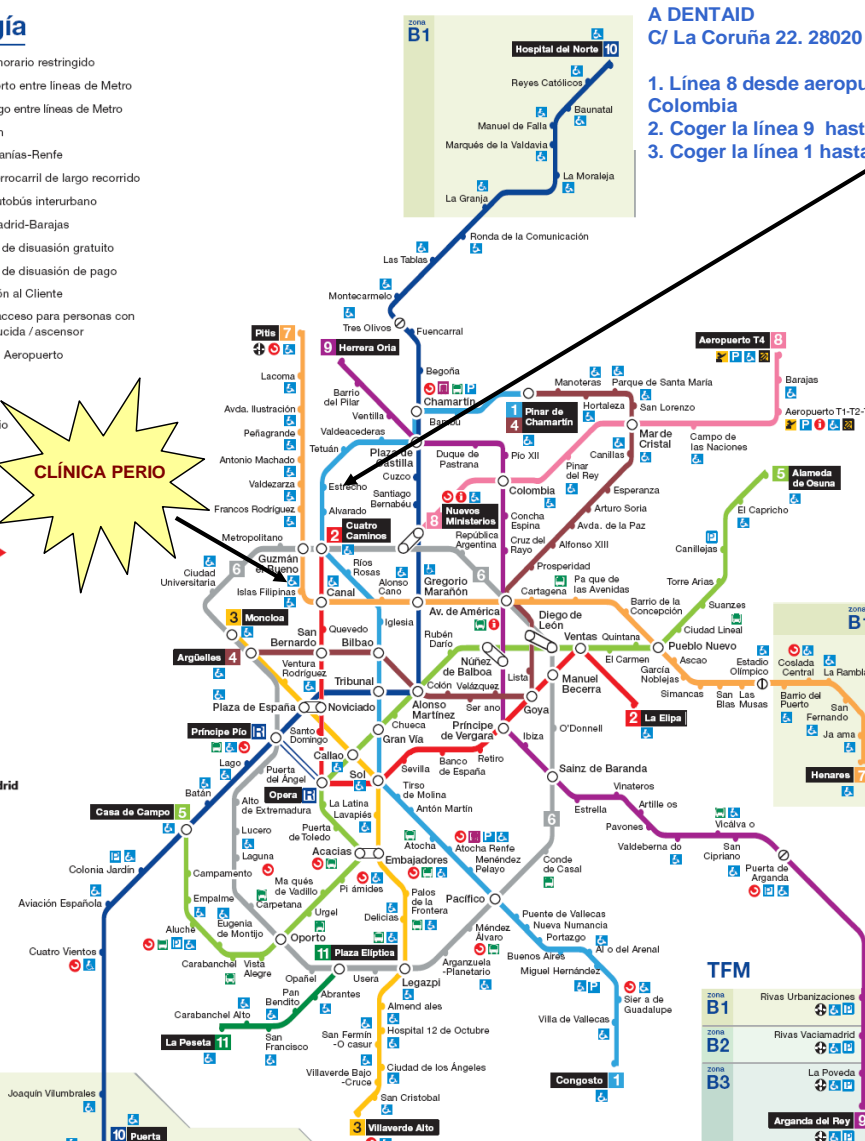 gía
horario restringido
rto entre líneas de Metro
go entre líneas de Metro
anías-Renfe
rrocarril de largo recorrido
utobús interurbano
adrid-Barajas
de disuasión gratuito
de disuasión de pago
ón al Cliente
acceso para personas con
ucida / ascensor
Aeropuerto
A DENTAID
C/ La Coruña 22. 28020
1. Línea 8 desde aeropu
Colombia
2. Coger la línea 9 hast
3. Coger la línea 1 hasta
zona
B1
Hospital del Norte 10
Reyes Católicos
Baunatal
Manuel de Falla
Marqués de la Valdavia
La Moraleja
La Granja
Ronda de la Comunicación
Las Tablas
Montecarmelo
Tres Olivos
Fuencarral
Pitis 7
9 Herrera Oria
Begoña
Aeropuerto T4 8
Lacoma
Barrio
del Pilar
Chamartín
Manoteras
Parque de Santa María
Barajas
Avda. Ilustración
Ventilla
Bambú
1 Pinar de
4 Chamartín
Hortaleza
San Lorenzo
Aeropuerto T1-T2-T
Peñagrande
Valdeacederas
Mar de
Cristal
Campo de
las Naciones
Antonio Machado
Tetuán
Plaza de
Castilla
Duque de
Pastrana
Pío XII
Canillas
CLÍNICA PERIO
Valdezarza
Estrecho
Cuzco
Pinar
del Rey
5 Alameda
de Osuna
Francos Rodríguez
Alvarado
Santiago
Bernabéu
Colombia
Esperanza
El Capricho
Metropolitano
2 Cuatro
Caminos
8 Nuevos
Ministerios
Concha
Espina
Arturo Soria
Guzmán
el Bueno
República
Argentina
Cruz del
Rayo
Avda. de la Paz
Canillejas
Ciudad
Universitaria
6
Ríos
Rosas
Alfonso XIII
Islas Filipinas
Canal
Alonso
Cano
Gregorio
Marañón
6
Prosperidad
Torre Arias
3 Moncloa
Quevedo
Iglesia
Av. de América
Cartagena
Pa que de
las Avenidas
Barrio de la
Concepción
Suanzes
San
Bernardo
Bilbao
Rubén
Darío
Diego de
León
Ventas
Quintana
Ciudad Lineal
Argüelles 4
Ventura
Rodríguez
Núñez
de Balboa
El Carmen
Pueblo Nuevo
Tribunal
Colón
Velázquez
Lista
Manuel
Becerra
García
Noblejas
Ascao
Estadio
Olímpico
Plaza de España
Noviciado
Alonso
Martínez
Ser ano
Goya
Simancas
San
Blas
Las
Musas
zona
B1
Coslada
Central
La Rambla
Barrio del
Puerto
San
Fernando
Ja ama
Henares 7
Príncipe Pío R
Santo
Domingo
Chueca
Gran Vía
Príncipe
de Vergara
2 La Elipa
Lago
Callao
Ibiza
O'Donnell
Puerta
del Ángel
Sol
Sevilla
Banco
de España
Retiro
Sainz de Baranda
drid
Batán
Opera R
Tirso
de Molina
Vinateros
Casa de Campo 5
Alto
de Extremadura
La Latina
Lavapiés
Antón Martín
Estrella
Artille os
Lucero
Puerta
de Toledo
Atocha
6
Pavones
Vicálva o
Colonia Jardín
Laguna
Acacias
Embajadores
Atocha Renfe
Menéndez
Pelayo
Valdeberna do
San
Cipriano
Puerta de
Arganda
Campamento
Ma qués
de Vadillo
Pi ámides
Conde
de Casal
Aviación Española
Empalme
Carpetana
Palos
de la
Frontera
Pacífico
Aluche
Eugenia
de Montijo
Urgel
Delicias
Puente de Vallecas
Nueva Numancia
Cuatro Vientos
Oporto
11 Plaza Elíptica
Méndez
Álvaro
Portazgo
Al o del Arenal
Carabanchel
Vista
Alegre
Arganzuela
-Planetario
Buenos Aires
Miguel Hernández
Opañel
Usera
Legazpi
Pan
Bendito
Abrantes
Almend ales
Sier a de
Guadalupe
Carabanchel Alto
La Peseta 11
San
Francisco
San Fermín
-O casur
Hospital 12 de Octubre
Villa de Vallecas
Villaverde Bajo
-Cruce
Ciudad de los Ángeles
Congosto 1
San Cristobal
Joaquín Vilumbrales
3 Villaverde Alto
10 Puerta
TFM
zona
B1
Rivas Urbanizaciones
zona
B2
Rivas Vaciamadrid
zona
B3
La Poveda
Arganda del Rey 9